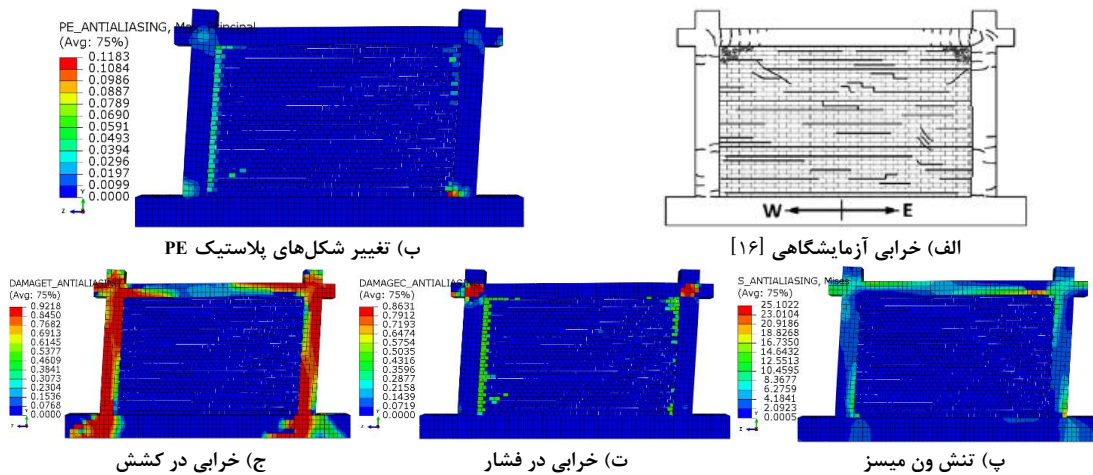 PE_ANTIALIASING, Max. Principal
(Avg: 75%)
0.1183
0.1084
0.0986
0.0887
0.0789
0.0690
0.0591
0.0493
0.0394
0.0296
0.0197
0.0099
0.0000
Y
Z
W E
ب) تغییر شکل‌های پلاستیک PE
الف) خرابی آزمایشگاهی [۱۶]
DAMAGET_ANTIALIASING
(Avg: 75%)
0.9218
0.8450
0.7682
0.6913
0.6145
0.5377
0.4609
0.3841
0.3073
0.2304
0.1536
0.0768
0.0000
Z
DAMAGEC_ANTIALIASING
(Avg: 75%)
0.8631
0.7912
0.7193
0.6474
0.5754
0.5035
0.4316
0.3596
0.2877
0.2158
0.1439
0.0719
0.0000
Z
S_ANTIALIASING, Mises
(Avg: 75%)
25.1022
23.0104
20.9186
18.8268
16.7350
14.6432
12.5513
10.4595
8.3677
6.2759
4.1841
2.0923
0.0005
Z
ج) خرابی در کشش
ت) خرابی در فشار
پ) تنش ون میسز